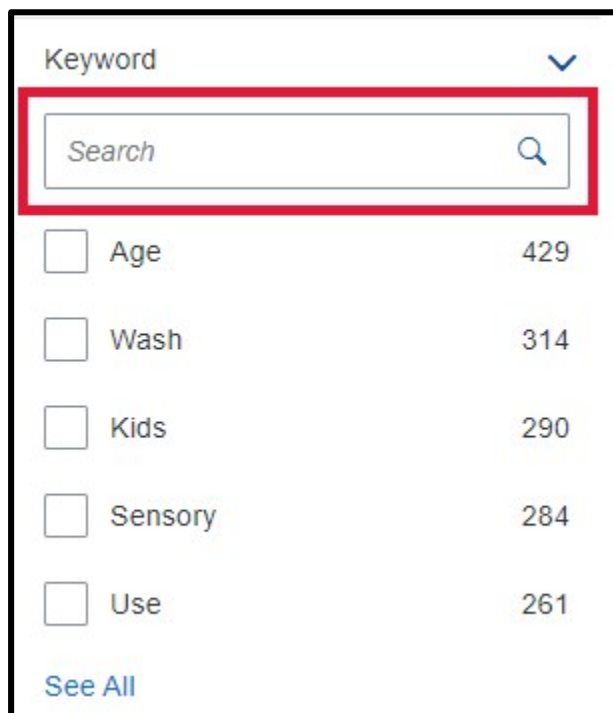 Keyword
Search
Age 429
Wash 314
Kids 290
Sensory 284
Use 261
See All